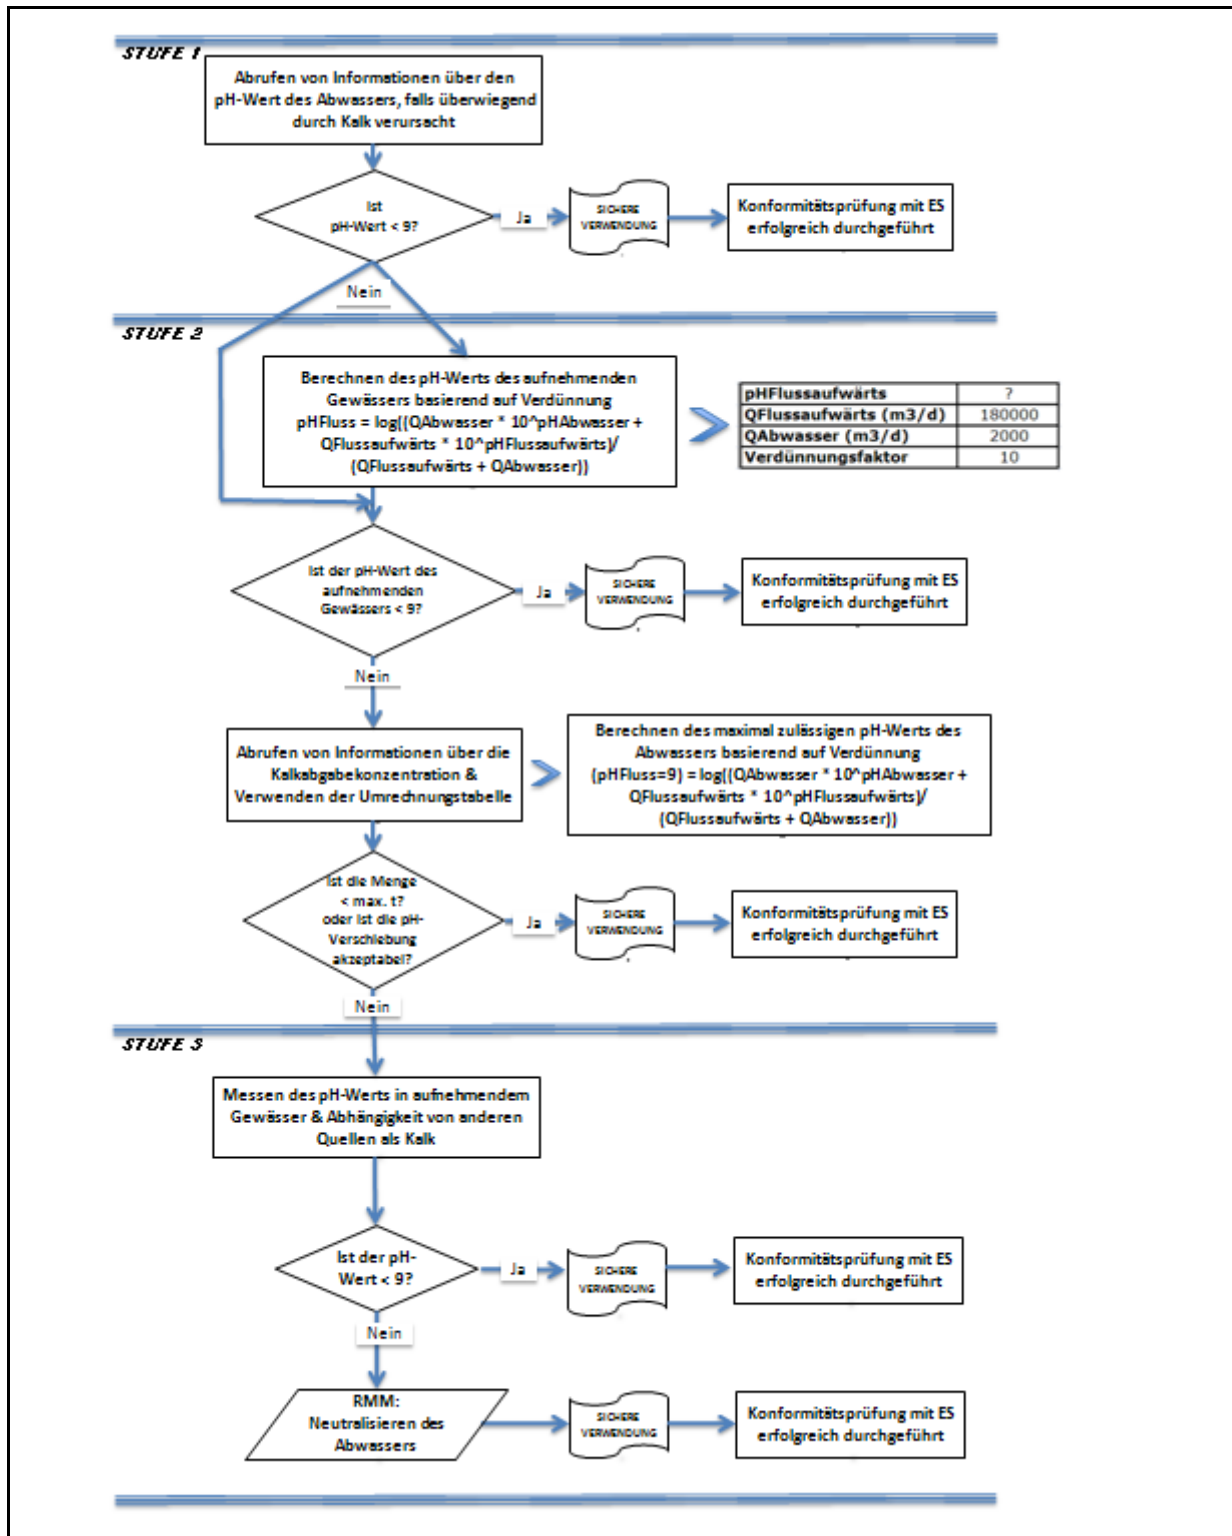 STUFE 1
Abrufen von Informationen über den
pH-Wert des Abwassers, falls überwiegend
durch Kalk verursacht
Ist
pH-Wert < 9?
Ja
SICHERE
VERWENDUNG
Konformitätsprüfung mit ES
erfolgreich durchgeführt
Nein
STUFE 2
Berechnen des pH-Werts des aufnehmenden
Gewässers basierend auf Verdünnung
pHFluss = log((QAbwasser * 10^pHAbwasser +
QFlussaufwärts * 10^pHFlussaufwärts)/
(QFlussaufwärts + QAbwasser))
pHFlussaufwärts ?
QFlussaufwärts (m3/d) 180000
QAbwasser (m3/d) 2000
Verdünnungsfaktor 10
Ist der pH-Wert des
aufnehmenden
Gewässers < 9?
Ja
SICHERE
VERWENDUNG
Konformitätsprüfung mit ES
erfolgreich durchgeführt
Nein
Abrufen von Informationen über die
Kalkabgabekonzentration &
Verwenden der Umrechnungstabelle
Berechnen des maximal zulässigen pH-Werts des
Abwassers basierend auf Verdünnung
(pHFluss=9) = log((QAbwasser * 10^pHAbwasser +
QFlussaufwärts * 10^pHFlussaufwärts)/
(QFlussaufwärts + QAbwasser))
Ist die Menge
< max. t?
oder ist die pH-
Verschiebung
akzeptabel?
Ja
SICHERE
VERWENDUNG
Konformitätsprüfung mit ES
erfolgreich durchgeführt
Nein
STUFE 3
Messen des pH-Werts in aufnehmendem
Gewässer & Abhängigkeit von anderen
Quellen als Kalk
Ist der pH-
Wert < 9?
Ja
SICHERE
VERWENDUNG
Konformitätsprüfung mit ES
erfolgreich durchgeführt
Nein
RMM:
Neutralisieren des
Abwassers
SICHERE
VERWENDUNG
Konformitätsprüfung mit ES
erfolgreich durchgeführt